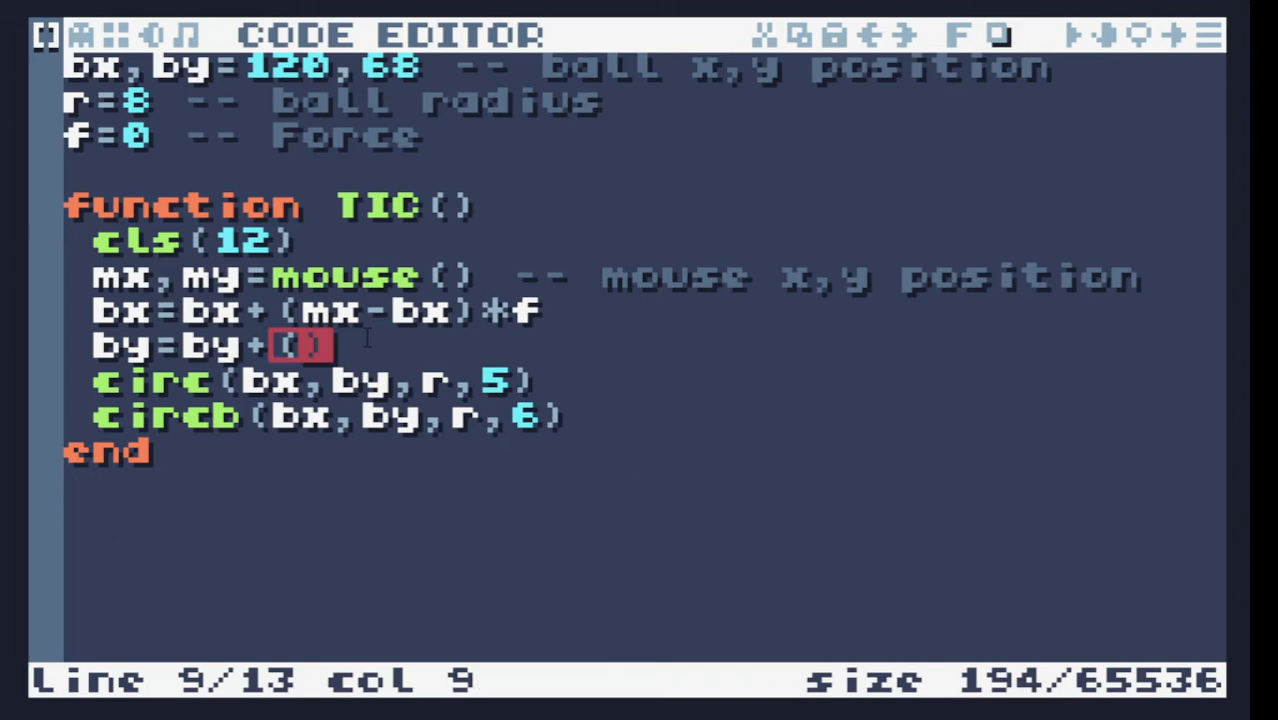 CODE EDITOR F
bx,by=120,68 -- ball x,y position
r=8 -- ball radius
f=0 -- Force
function TIC()
cls(12)
mx,my=mouse() -- mouse x,y position
bx=bx+(mx-bx)*f
by=by+()
circ(bx,by,r,5)
circb(bx,by,r,6)
end
line 9/13 col 9 size 194/65536